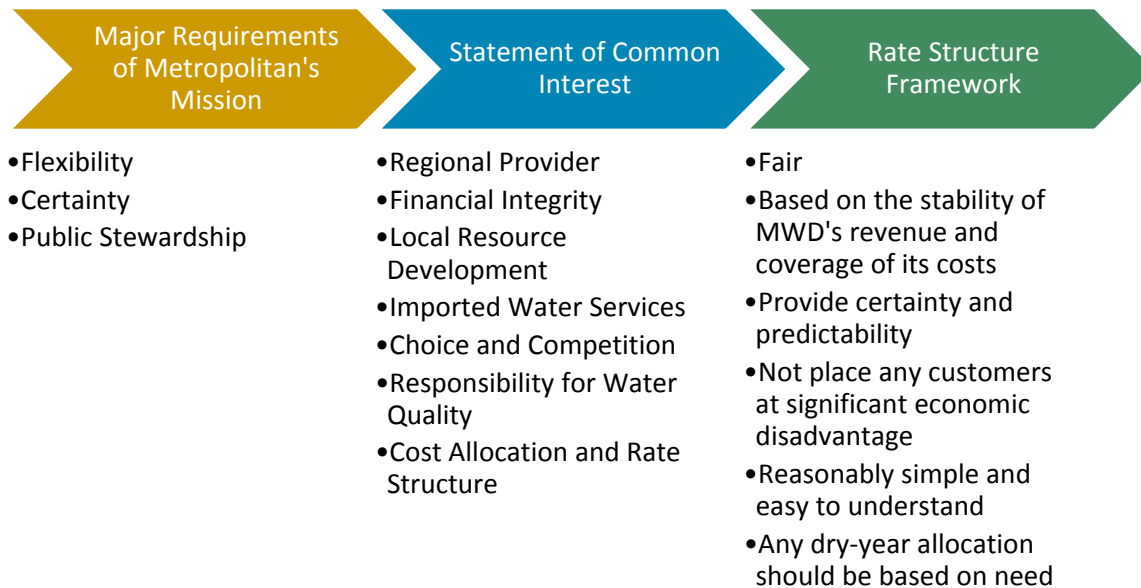 Major Requirements
of Metropolitan's
Mission
•Flexibility
•Certainty
•Public Stewardship
Statement of Common
Interest
•Regional Provider
•Financial Integrity
•Local Resource
Development
•Imported Water Services
•Choice and Competition
•Responsibility for Water
Quality
•Cost Allocation and Rate
Structure
Rate Structure
Framework
•Fair
•Based on the stability of
MWD's revenue and
coverage of its costs
•Provide certainty and
predictability
•Not place any customers
at significant economic
disadvantage
•Reasonably simple and
easy to understand
•Any dry-year allocation
should be based on need